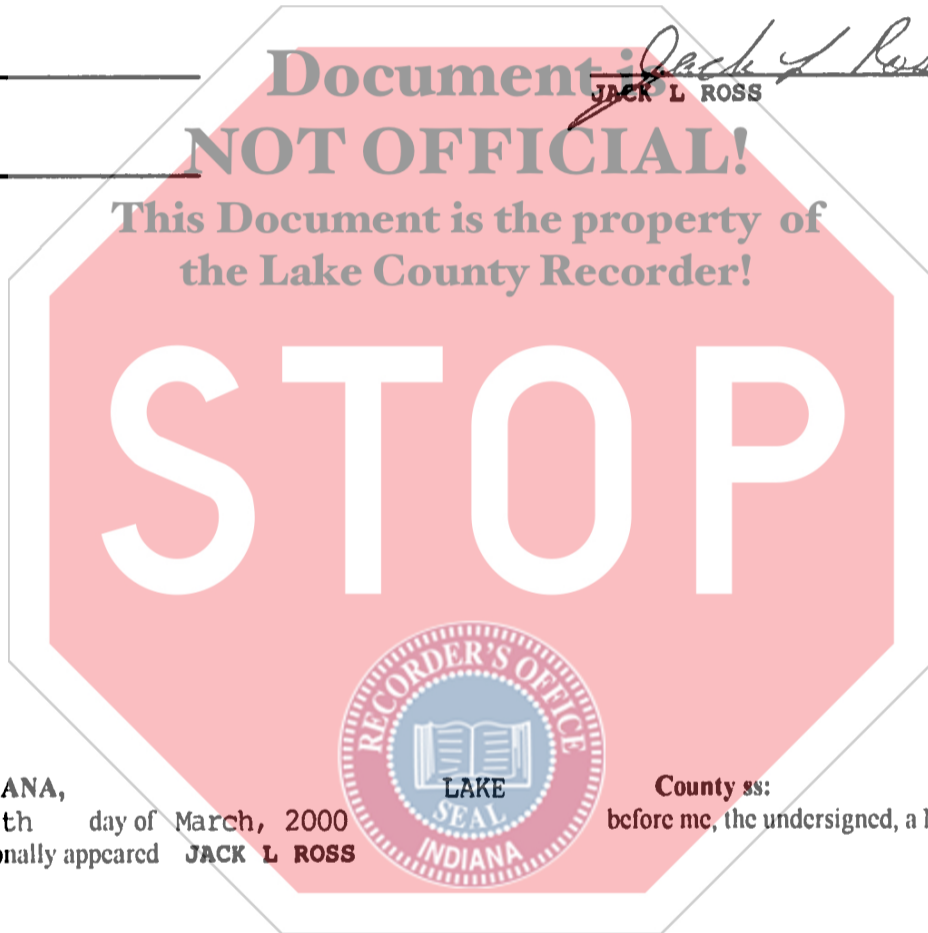 Jack L Ross
Document is
JACK L ROSS
NOT OFFICIAL!
This Document is the property of
the Lake County Recorder!
STOP
RECORDER'S OFFICE
SEAL
INDIANA
ANA, LAKE County ss:
th day of March, 2000 before me, the undersigned, a
onally appeared JACK L ROSS